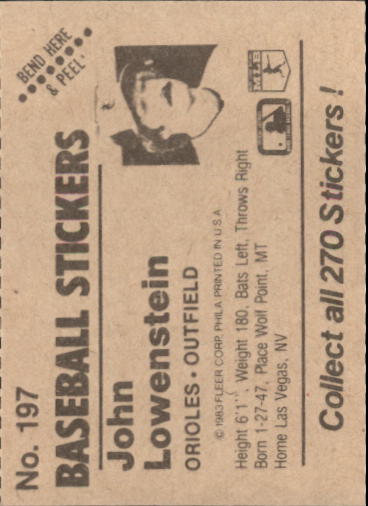 No. 197
BEND HERE
& PEEL
BASEBALL STICKERS
John
Lowenstein
ORIOLES • OUTFIELD
© 1983 FLEER CORP. PHILA PRINTED IN U.S.A
Height 6'1", Weight 180, Bats Left, Throws Right
Born 1-27-47, Place Wolf Point, MT
Home Las Vegas, NV
MLB
Collect all 270 Stickers!